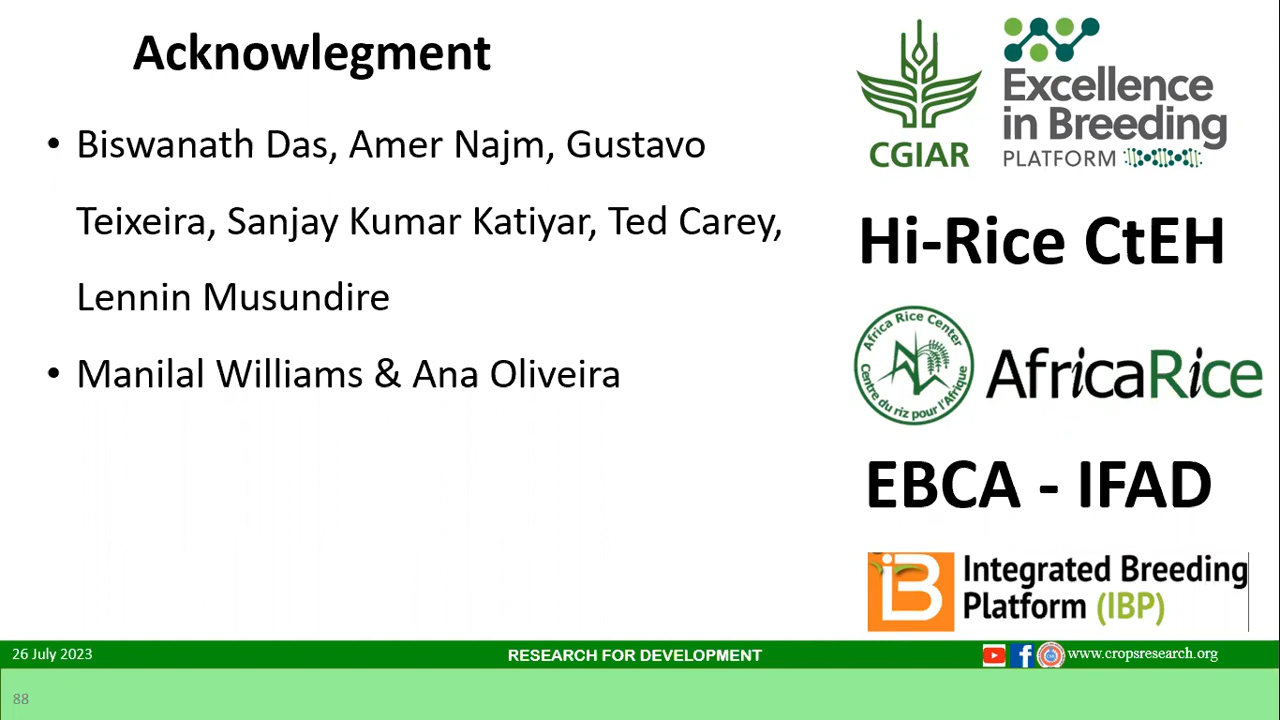 Acknowlegment
• Biswanath Das, Amer Najm, Gustavo
Teixeira, Sanjay Kumar Katiyar, Ted Carey,
Lennin Musundire
• Manilal Williams & Ana Oliveira
CGIAR
Excellence
in Breeding
PLATFORM
Hi-Rice CtEH
Africa Rice Center
Centre du riz pour l'Afrique
AfricaRice
EBCA - IFAD
iB
Integrated Breeding
Platform (IBP)
26 July 2023
RESEARCH FOR DEVELOPMENT
www.cropsresearch.org
88